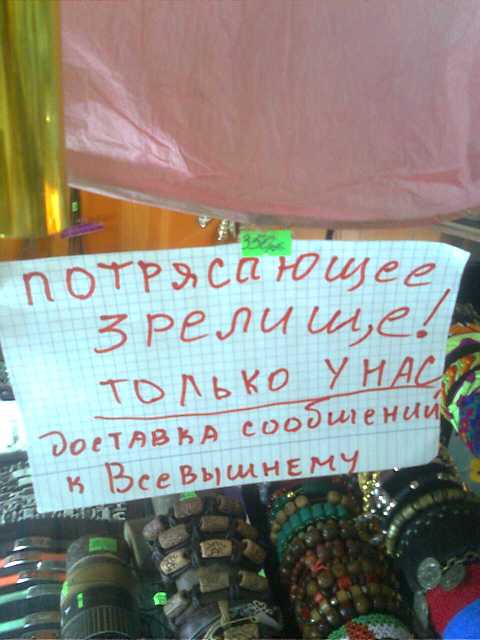 ПОТРЯСАЮЩЕЕ
ЗРЕЛИЩЕ!
ТОЛЬКО У НАС
ДОСТАВКА СООБЩЕНИЙ
К ВСЕВЫШНЕМУ